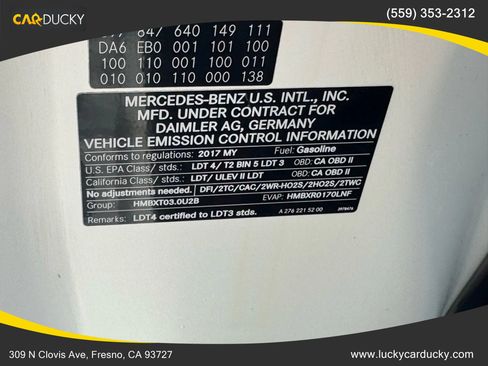 CAR DUCKY
(559) 353-2312
647 640 149 111
DA6 EB0 001 101 100
100 110 001 100 011
010 010 110 000 138
MERCEDES-BENZ U.S. INTL., INC.
MFD. UNDER CONTRACT FOR
DAIMLER AG, GERMANY
VEHICLE EMISSION CONTROL INFORMATION
Conforms to regulations: 2017 MY Fuel: Gasoline
U.S. EPA Class/ stds.: LDT 4/ T2 BIN 5 LDT 3 OBD: CA OBD II
California Class/ stds.: LDT/ ULEV II LDT OBD: CA OBD II
No adjustments needed. DFI/2TC/CAC/2WR-HO2S/2HO2S/2TWC
Group: HMBXT03.0U2B EVAP: HMBXR0170LNF
Remarks: LDT4 certified to LDT3 stds. A 276 221 52 00
309 N Clovis Ave, Fresno, CA 93727
www.luckycarducky.com